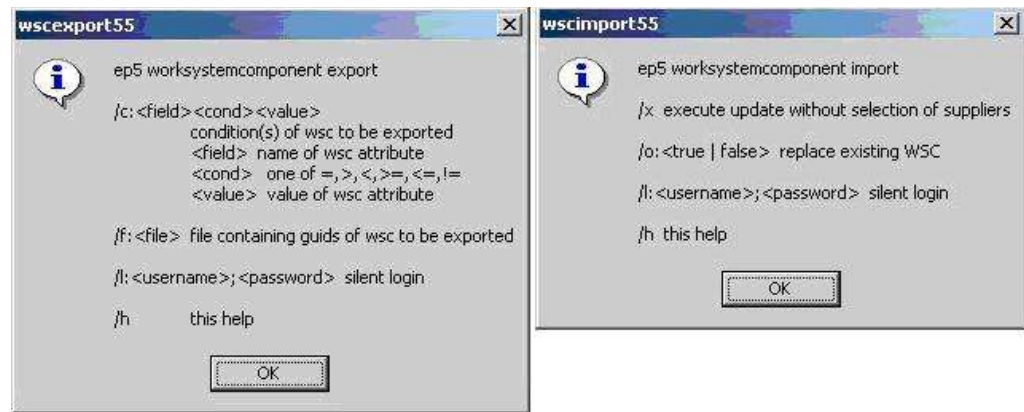 wscexport55
ep5 worksystemcomponent export
/c:<field><cond><value>
condition(s) of wsc to be exported
<field> name of wsc attribute
<cond> one of =,>,<,>=,<=,!=
<value> value of wsc attribute
/f:<file> file containing guids of wsc to be exported
/l:<username>;<password> silent login
/h this help
OK
wscimport55
ep5 worksystemcomponent import
/x execute update without selection of suppliers
/o:<true | false> replace existing WSC
/l:<username>;<password> silent login
/h this help
OK